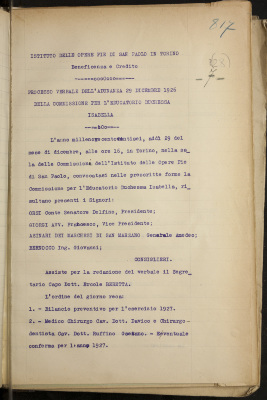 817
ISTITUTO DELLE OPERE PIE DI SAN PAOLO IN TORINO
Beneficenza e Credito
PROCESSO VERBALE DELL'ADUNANZA 29 DICEMBRE 1926
DELLA COMMISSIONE PER L'EDUCATORIO DUCHESSA
ISABELLA
L'anno millenovecentoventisei, addì 29 del
mese di dicembre, alle ore 16, in Torino, nella sa=
la delle Commissioni dell'Istituto delle Opere Pie
di San Paolo, convocatasi nelle prescritte forme la
Commissione per l'Educatorio Duchessa Isabella, ri=
sultano presenti i Signori:
ORSI Conte Senatore Delfino, Presidente;
GIORDI Avv. Francesco, Vice Presidente;
ASINARI DEI MARCHESI DI SAN MARZANO Generale Amedeo;
BERNOCCO Ing. Giovanni;
CONSIGLIERI.
Assiste per la redazione del verbale il Segre=
tario Capo Dott. Ercole
L'ordine del giorno reca:
1. - Bilancio preventivo per l'esercizio 1927.
2. - Medico Chirurgo Cav. Dott. Davico e Chirurgo-
dentista Cav. Dott. Ruffino - Eventuale
conferma per l'anno 1927.